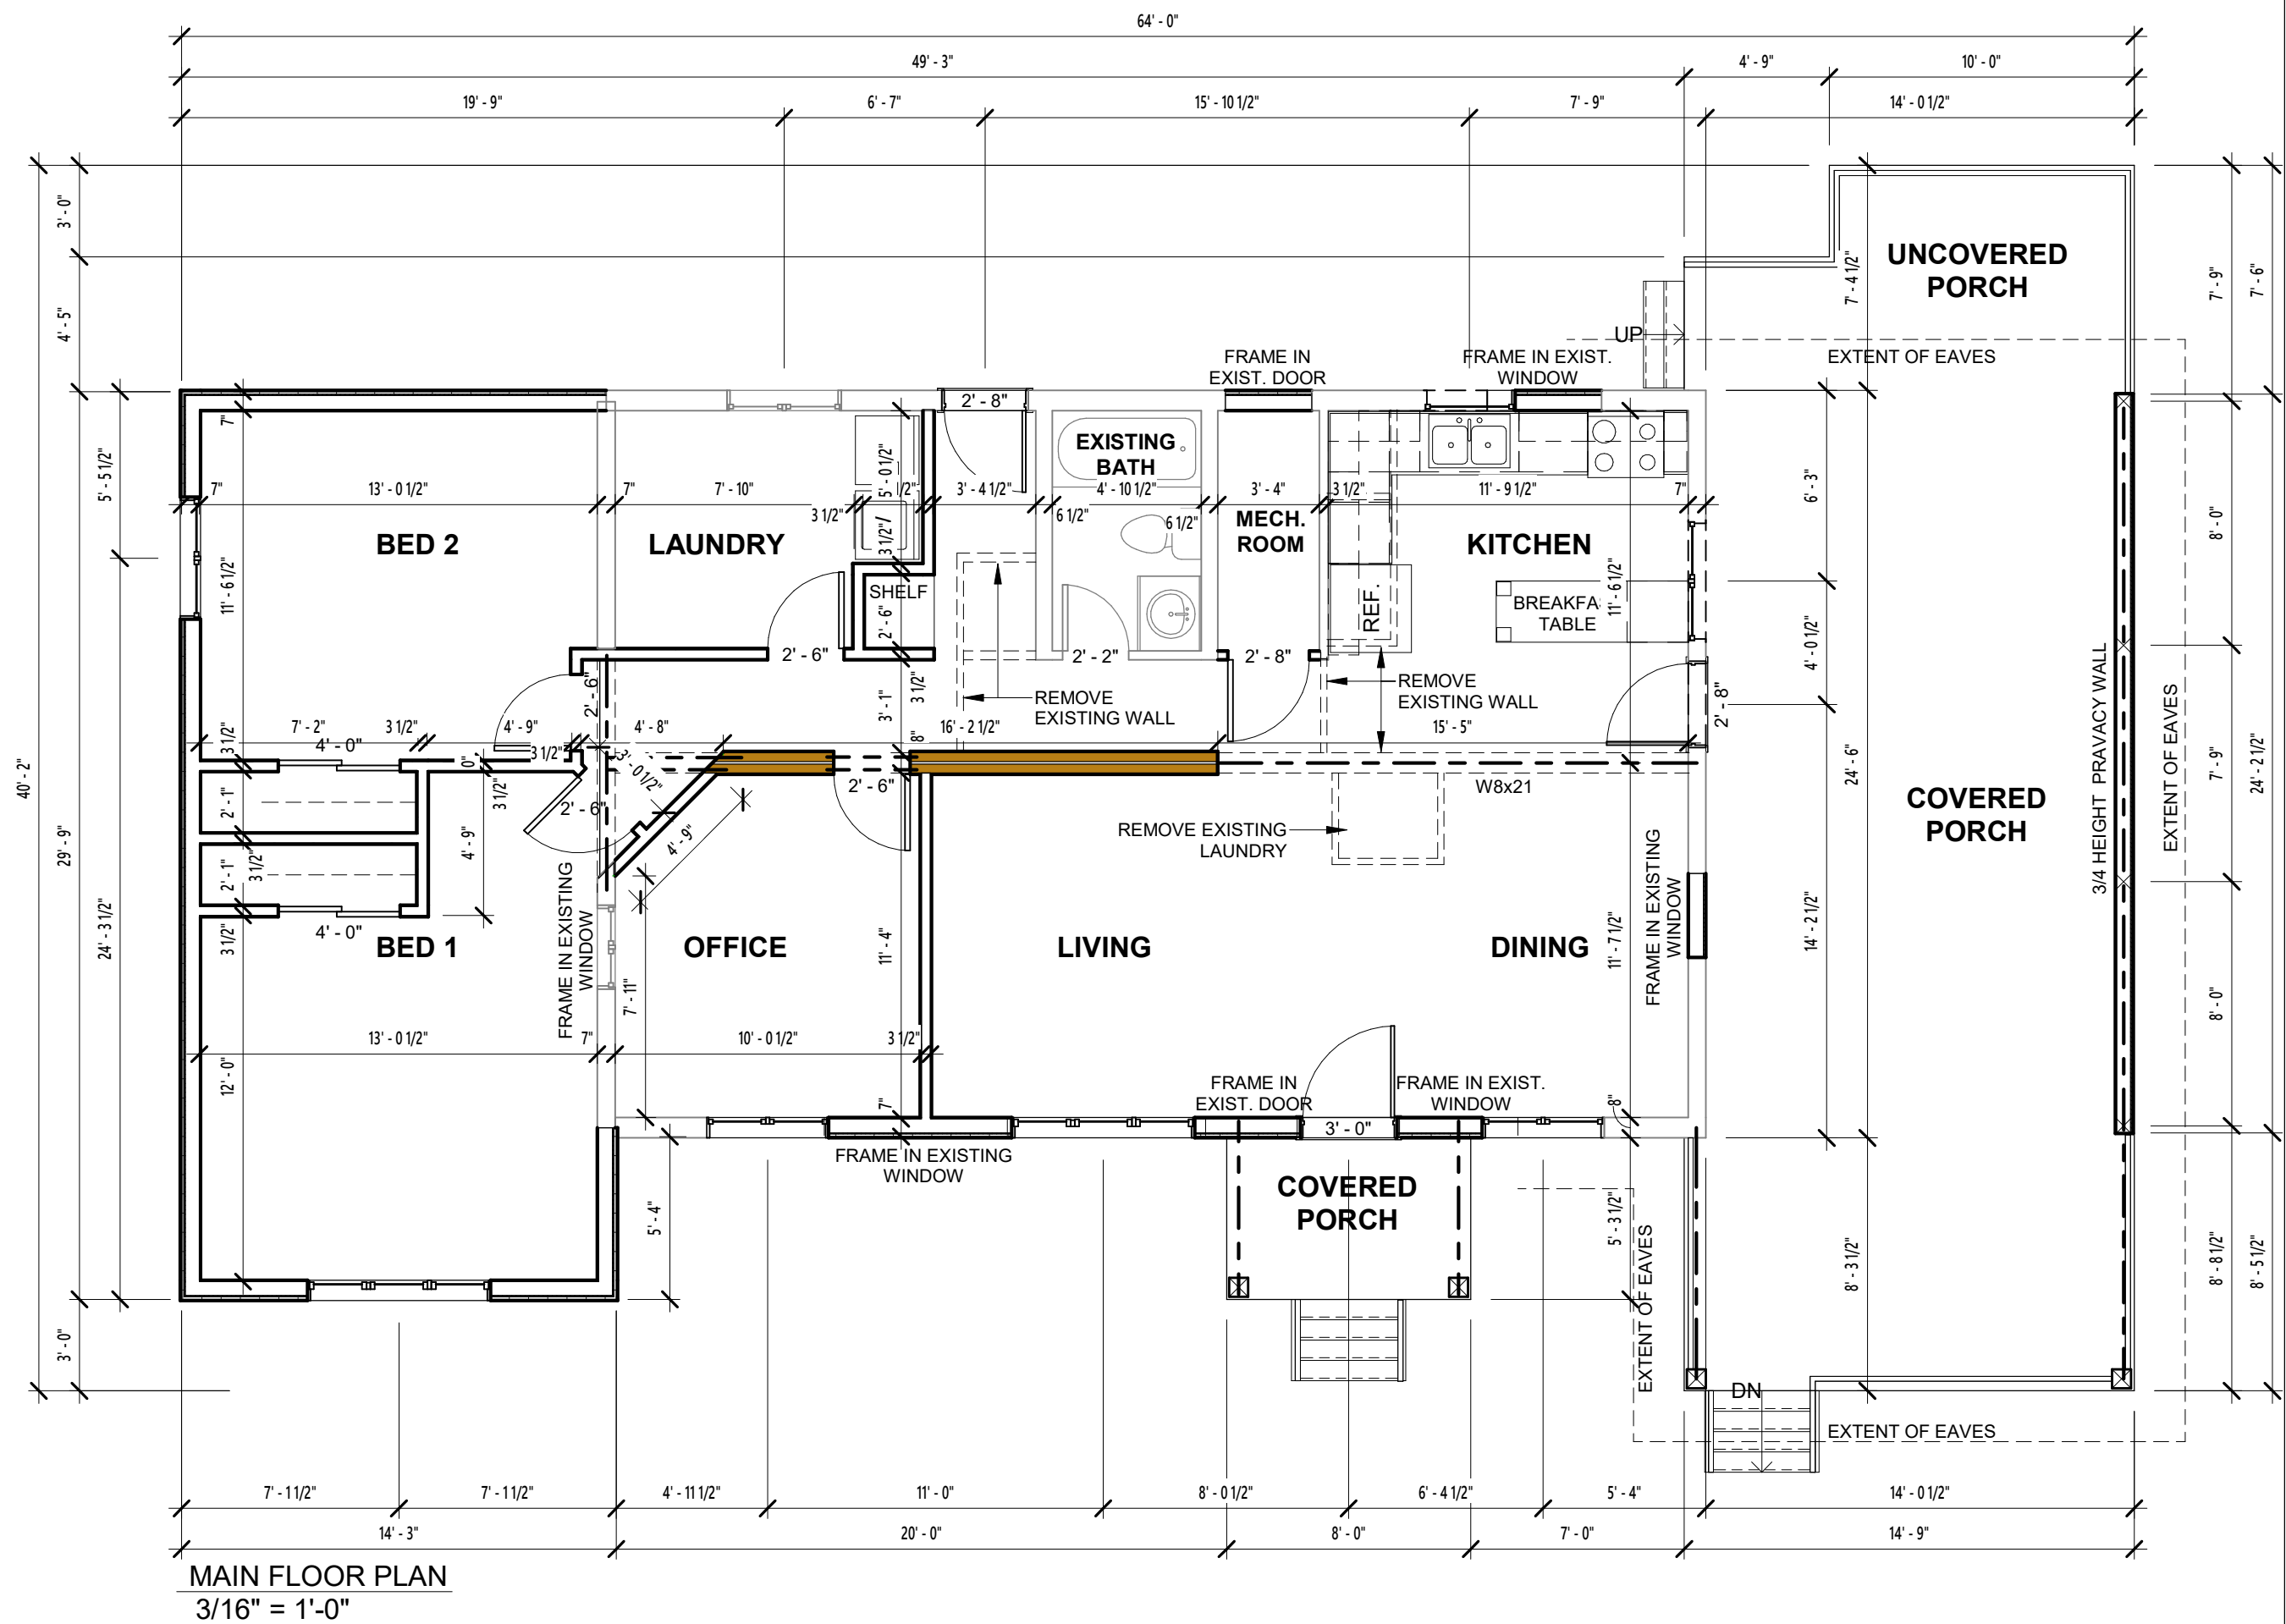 64' - 0"
49' - 3"
4' - 9"
10' - 0"
19' - 9"
6' - 7"
15' - 10 1/2"
7' - 9"
14' - 0 1/2"
3' - 0"
4' - 5"
40' - 2"
29' - 9"
3' - 0"
5' - 5 1/2"
24' - 3 1/2"
UNCOVERED
PORCH
7' - 4 1/2"
7' - 9"
7' - 6"
UP
EXTENT OF EAVES
FRAME IN
EXIST. DOOR
FRAME IN EXIST.
WINDOW
2' - 8"
7"
EXISTING
BATH
5' - 0 1/2"
7"
13' - 0 1/2"
7"
7' - 10"
3 1/2"
1/2"
3' - 4 1/2"
4' - 10 1/2"
3' - 4"
3 1/2"
11' - 9 1/2"
7"
6 1/2"
6 1/2"
3 1/2"
6' - 3"
8' - 0"
MECH.
ROOM
BED 2
LAUNDRY
KITCHEN
11' - 6 1/2"
SHELF
2' - 6"
REF.
BREAKFA
TABLE
11' - 6 1/2"
4' - 0 1/2"
2' - 6"
2' - 2"
2' - 8"
2' - 6"
3 1/2"
3' - 1"
REMOVE
EXISTING WALL
REMOVE
EXISTING WALL
2' - 8"
3/4 HEIGHT PRAVACY WALL
EXTENT OF EAVES
7' - 2"
3 1/2"
4' - 9"
4' - 8"
16' - 2 1/2"
15' - 5"
3 1/2"
4' - 0"
3 1/2"
0"
3' - 0 1/2"
8"
24' - 6"
7' - 9"
24' - 2 1/2"
3 1/2"
2' - 6"
2' - 6"
W8x21
2' - 1"
4' - 9"
4' - 9"
REMOVE EXISTING
LAUNDRY
COVERED
PORCH
2' - 1"
3 1/2"
FRAME IN EXISTING
WINDOW
FRAME IN EXISTING
WINDOW
4' - 0"
3 1/2"
BED 1
OFFICE
LIVING
DINING
11' - 4"
11' - 7 1/2"
14' - 2 1/2"
7' - 11"
8' - 0"
13' - 0 1/2"
7"
10' - 0 1/2"
3 1/2"
12' - 0"
FRAME IN
EXIST. DOOR
FRAME IN EXIST.
WINDOW
7"
8"
3' - 0"
FRAME IN EXISTING
WINDOW
COVERED
PORCH
5' - 4"
5' - 3 1/2"
EXTENT OF EAVES
8' - 3 1/2"
8' - 8 1/2"
8' - 5 1/2"
DN
EXTENT OF EAVES
7' - 1 1/2"
7' - 1 1/2"
4' - 11 1/2"
11' - 0"
8' - 0 1/2"
6' - 4 1/2"
5' - 4"
14' - 0 1/2"
14' - 3"
20' - 0"
8' - 0"
7' - 0"
14' - 9"
MAIN FLOOR PLAN
3/16" = 1'-0"